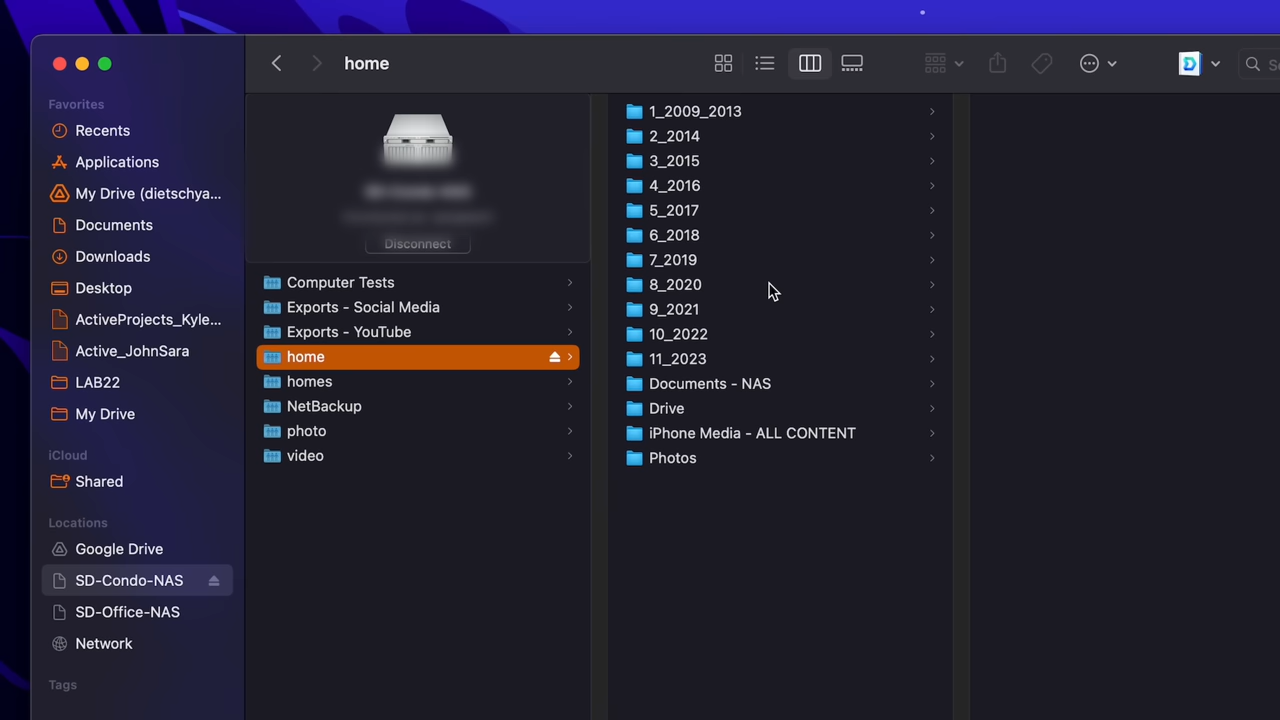 home
Favorites
Recents
Applications
My Drive (dietschya...
Documents
Downloads
Desktop
ActiveProjects_Kyle...
Active_JohnSara
LAB22
My Drive
iCloud
Shared
Locations
Google Drive
SD-Condo-NAS
SD-Office-NAS
Network
Tags
Disconnect
Computer Tests
Exports - Social Media
Exports - YouTube
home
homes
NetBackup
photo
video
1_2009_2013
2_2014
3_2015
4_2016
5_2017
6_2018
7_2019
8_2020
9_2021
10_2022
11_2023
Documents - NAS
Drive
iPhone Media - ALL CONTENT
Photos